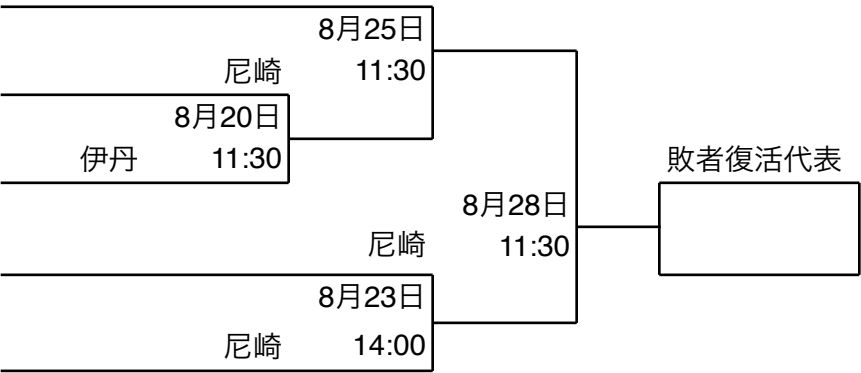 8月25日
尼崎 11:30
8月20日
伊丹 11:30
敗者復活代表
8月28日
尼崎 11:30
8月23日
尼崎 14:00